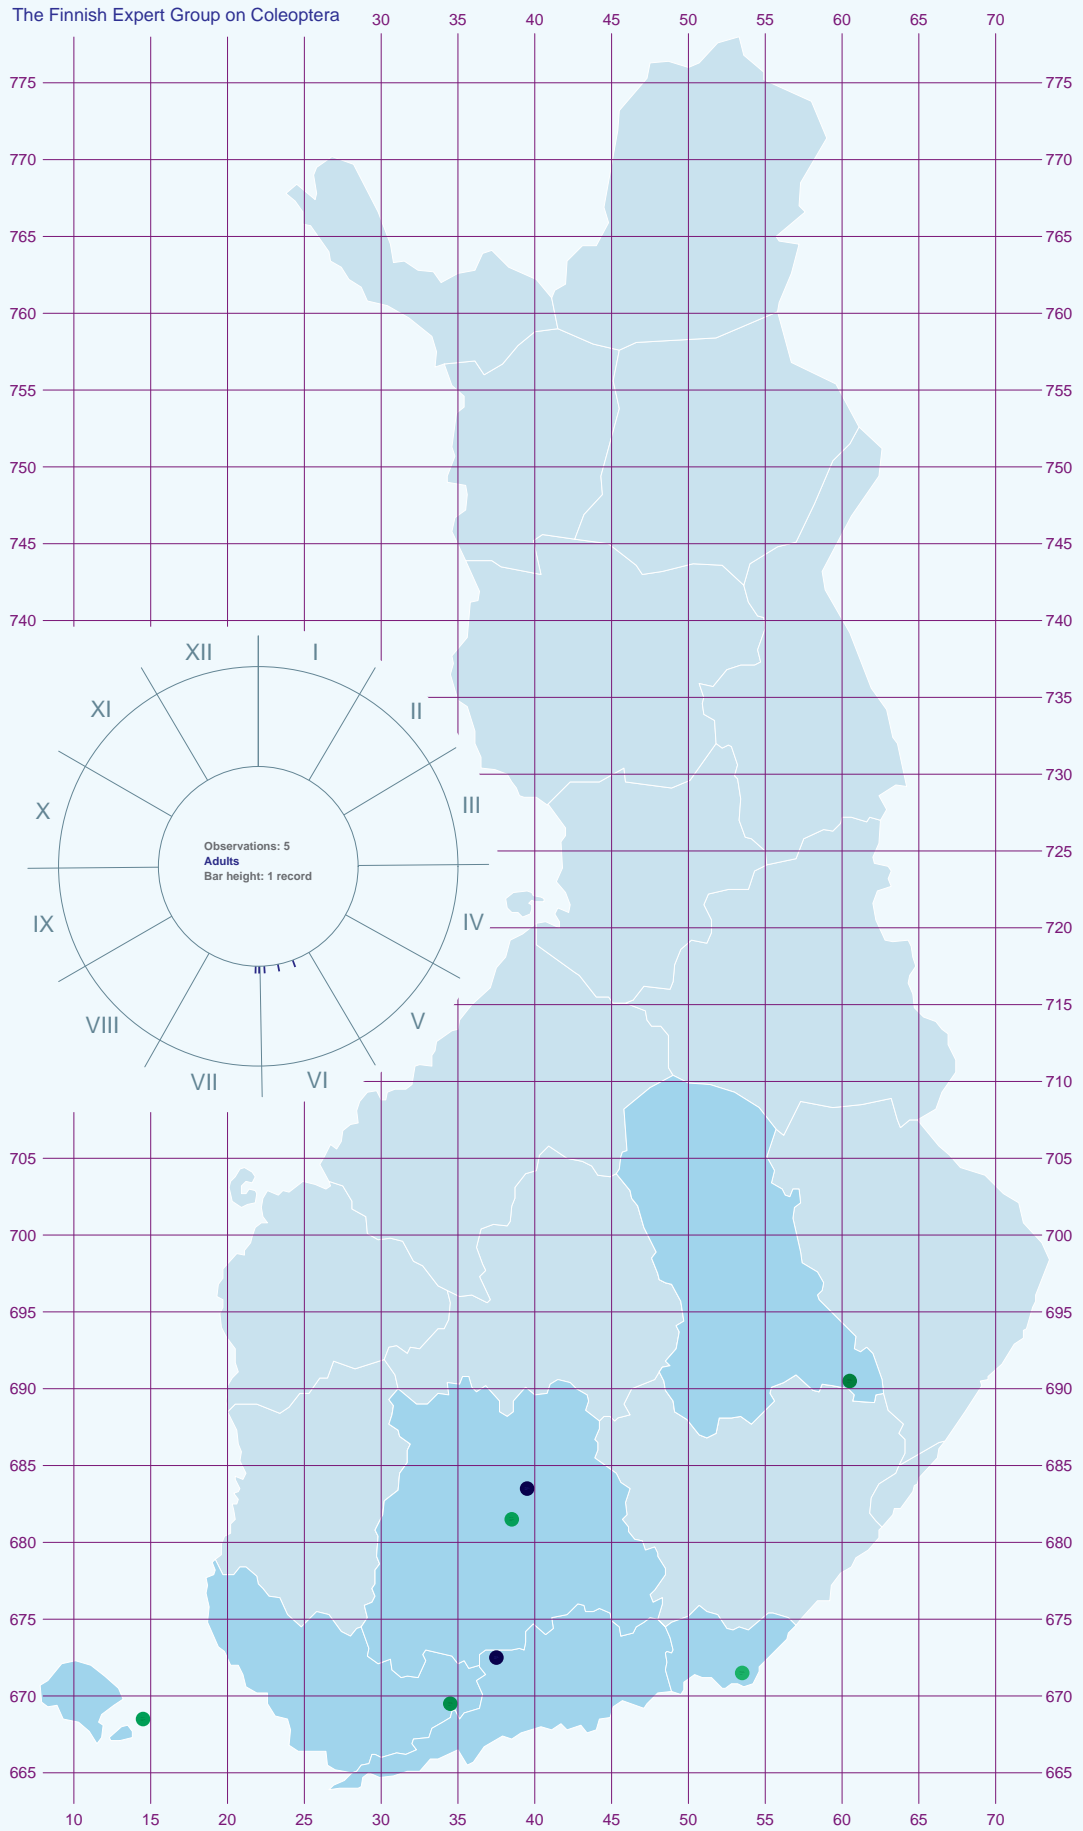 The Finnish Expert Group on Coleoptera
30 35 40 45 50 55 60 65 70
775 775
770 770
765 765
760 760
755 755
750 750
745 745
740 740
XII I
735
XI II
730
X III
Observations: 5
Adults
Bar height: 1 record
725
IX IV
720
715
VIII V
VII VI
710
705 705
700 700
695 695
690 690
685 685
680 680
675 675
670 670
665 665
10 15 20 25 30 35 40 45 50 55 60 65 70